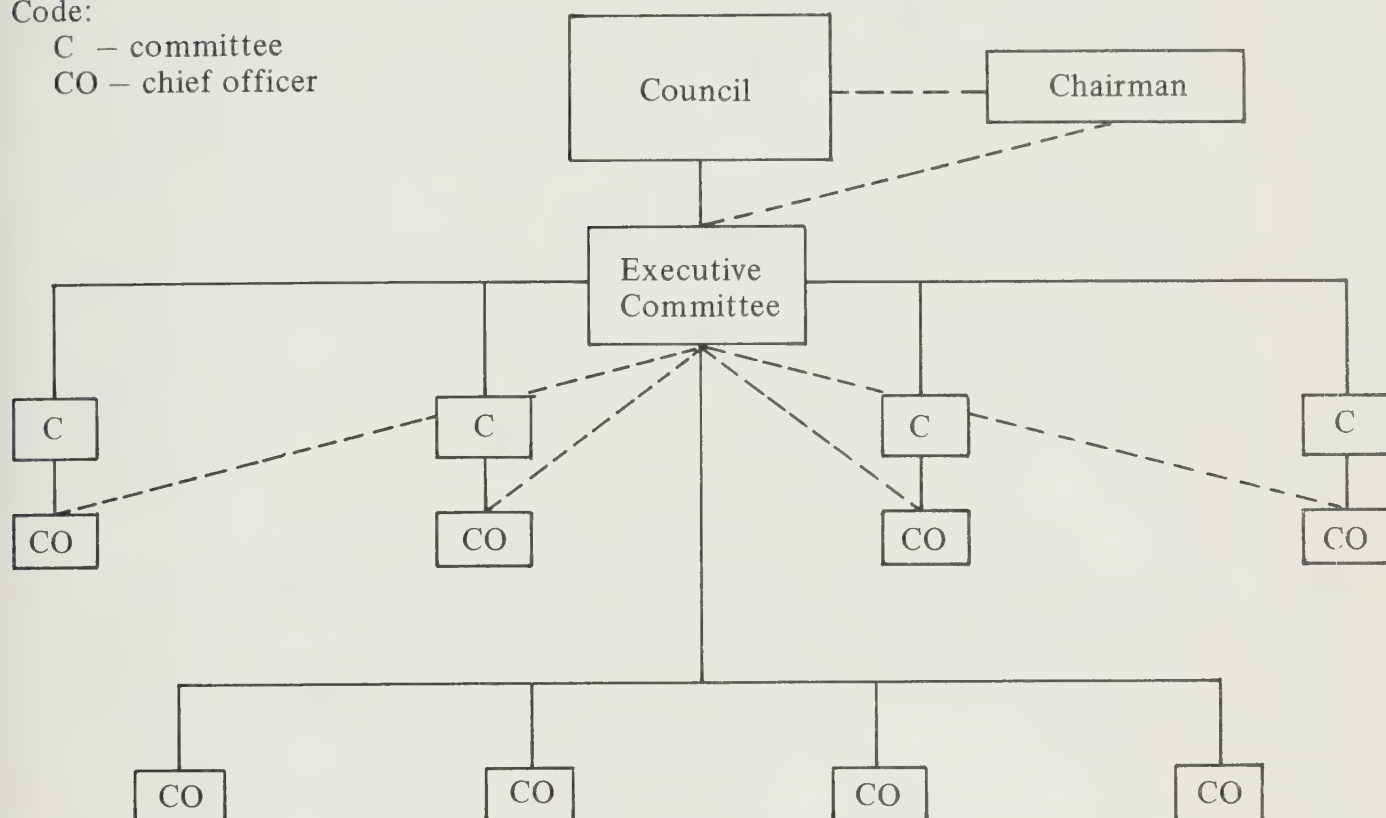 Code:
C – committee
CO – chief officer
Council
Chairman
Executive
Committee
C
C
C
C
CO
CO
CO
CO
CO
CO
CO
CO